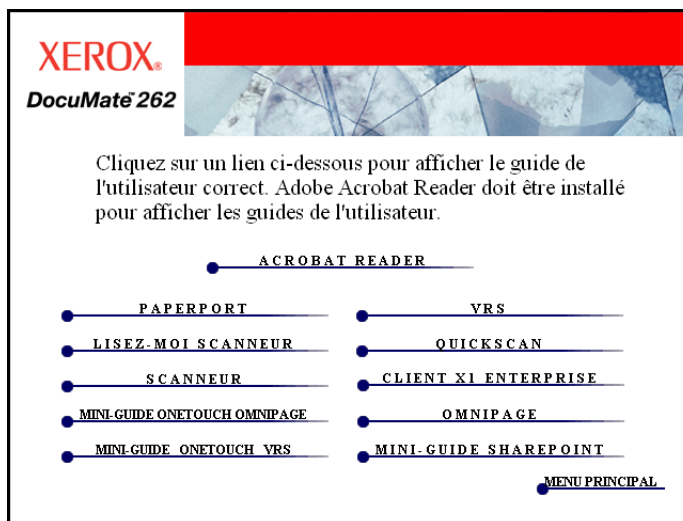 XEROX®
DocuMate™ 262
Cliquez sur un lien ci-dessous pour afficher le guide de
l'utilisateur correct. Adobe Acrobat Reader doit être installé
pour afficher les guides de l'utilisateur.
ACROBAT READER
PAPERPORT
VRS
LISEZ-MOI SCANNEUR
QUICKSCAN
SCANNEUR
CLIENT X1 ENTERPRISE
MINI-GUIDE ONETOUCH OMNIPAGE
OMNIPAGE
MINI-GUIDE ONETOUCH VRS
MINI-GUIDE SHAREPOINT
MENU PRINCIPAL